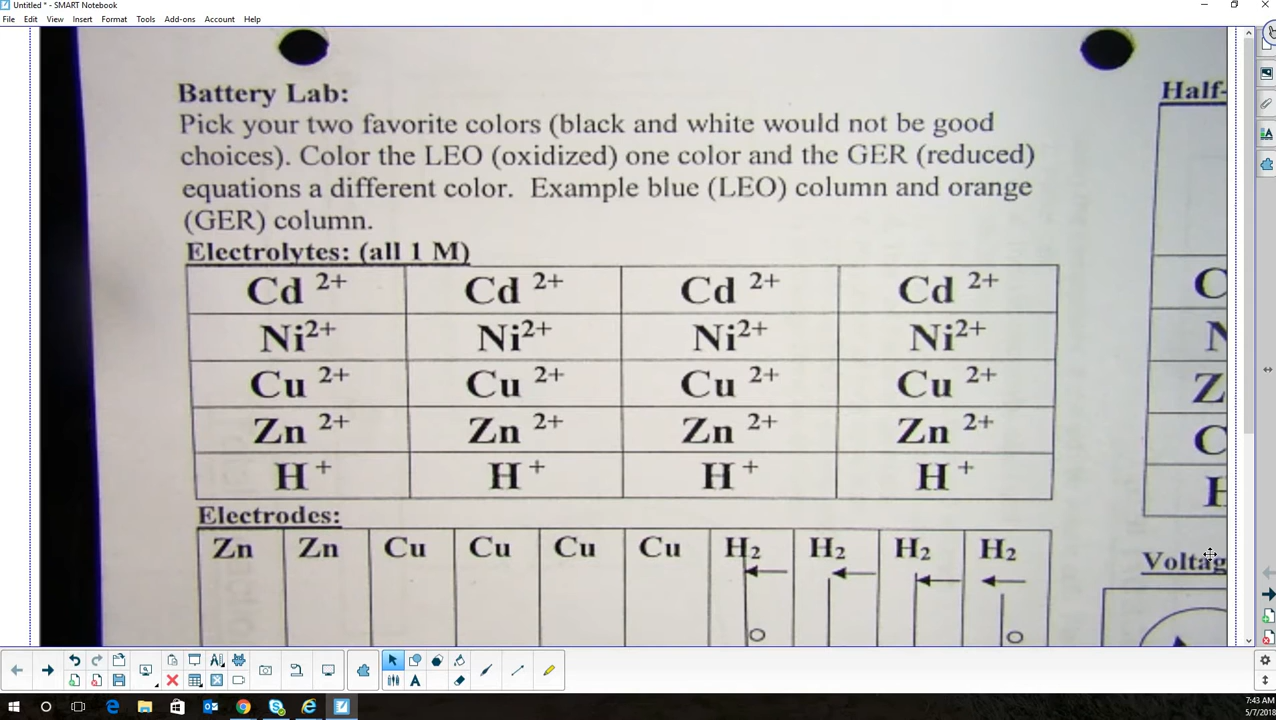 Untitled * - SMART Notebook
File Edit View Insert Format Tools Add-ons Account Help
Battery Lab:
Pick your two favorite colors (black and white would not be good
choices). Color the LEO (oxidized) one color and the GER (reduced)
equations a different color. Example blue (LEO) column and orange
(GER) column.
Electrolytes: (all 1 M)
Cd 2+ Cd 2+ Cd 2+ Cd 2+
Ni2+ Ni2+ Ni2+ Ni2+
Cu 2+ Cu 2+ Cu 2+ Cu 2+
Zn 2+ Zn 2+ Zn 2+ Zn 2+
H + H + H + H +
Electrodes:
Zn Zn Cu Cu Cu Cu H2 H2 H2 H2
Half-
C
N
Z
C
H
Voltag
7:43 AM
5/7/2018